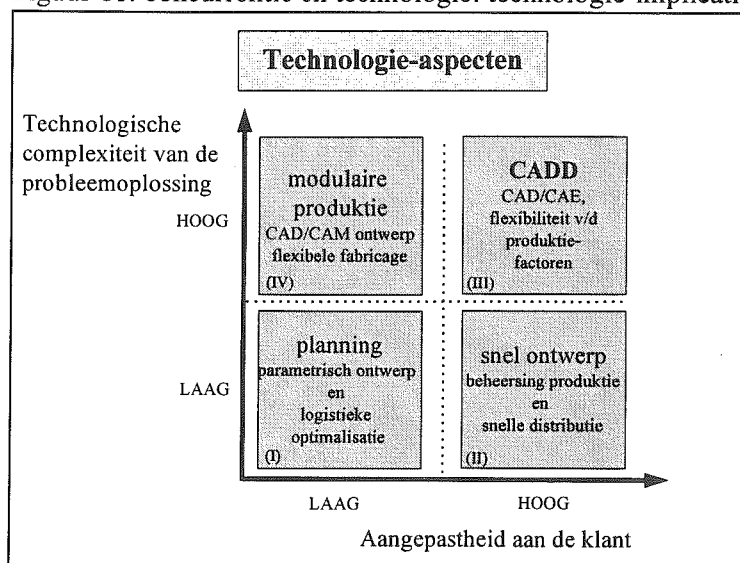 Technologie-aspecten
Technologische
complexiteit van de
probleemoplossing
HOOG
modulaire
produktie
CAD/CAM ontwerp
flexibele fabricage
(IV)
CADD
CAD/CAE,
flexibiliteit v/d
produktie-
factoren
(III)
LAAG
planning
parametrisch ontwerp
en
logistieke
optimalisatie
(I)
snel ontwerp
beheersing produktie
en
snelle distributie
(II)
LAAG
HOOG
Aangepastheid aan de klant